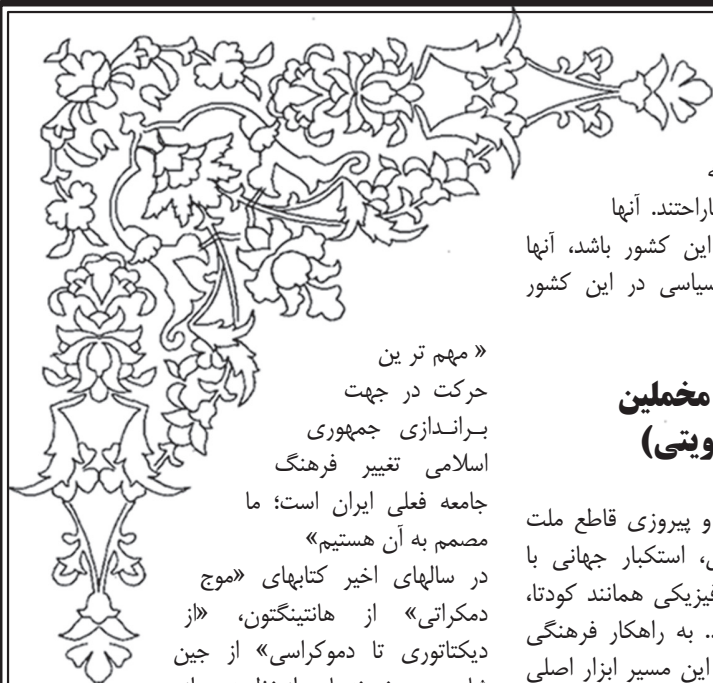 ناراحتند. آنها
این کشور باشد، آنها
سیاسی در این کشور
مخملین
و پیروزی قاطع ملت
استکبار جهانی با
فیزیکی همانند کودتا،
به راهکار فرهنگی
این مسیر ابزار اصلی
« مهم تر ین
حرکت در جهت
بـرانـدازی جمهوری
اسلامی تغییر فرهنگ
جامعه فعلی ایران است؛ ما
مصمم به آن هستیم»
در سالهای اخیر کتابهای «موج
دمکراتی» از هانتینگتون، «از
دیکتاتوری تا دموکراسی» از جین